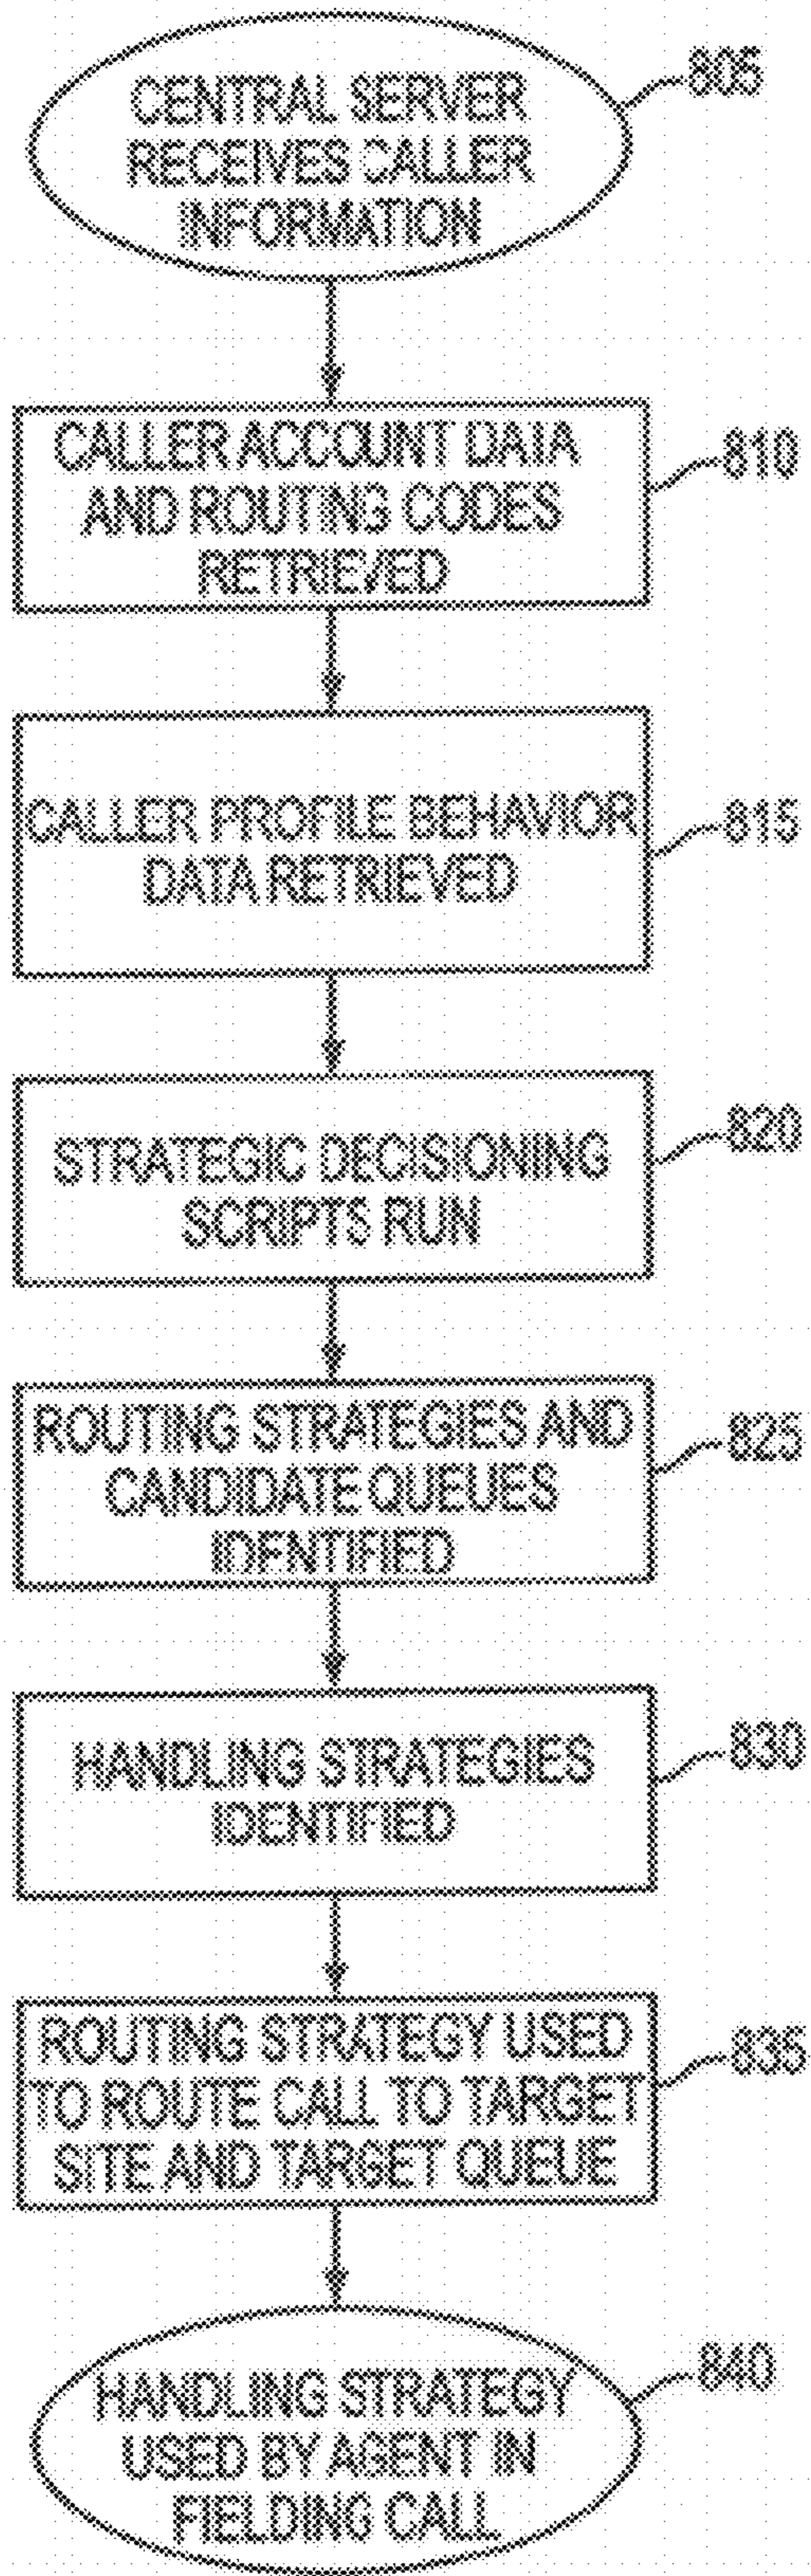 CENTRAL SERVER
RECEIVES CALLER
INFORMATION
805
CALLER ACCOUNT DATA
AND ROUTING CODES
RETRIEVED
810
CALLER PROFILE BEHAVIOR
DATA RETRIEVED
815
STRATEGIC DECISIONING
SCRIPTS RUN
820
ROUTING STRATEGIES AND
CANDIDATE QUEUES
IDENTIFIED
825
HANDLING STRATEGIES
IDENTIFIED
830
ROUTING STRATEGY USED
TO ROUTE CALL TO TARGET
SITE AND TARGET QUEUE
835
HANDLING STRATEGY
USED BY AGENT IN
FIELDING CALL
840